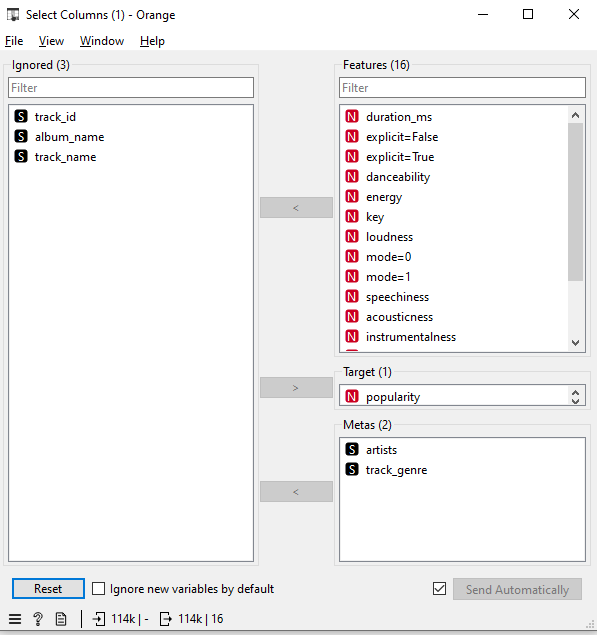 Select Columns (1) - Orange
File View Window Help
Ignored (3)
Filter
S track_id
S album_name
S track_name
<
>
<
Features (16)
Filter
N duration_ms
N explicit=False
N explicit=True
N danceability
N energy
N key
N loudness
N mode=0
N mode=1
N speechiness
N acousticness
N instrumentalness
Target (1)
N popularity
Metas (2)
S artists
S track_genre
Reset
Ignore new variables by default
Send Automatically
? 114k | - 114k | 16